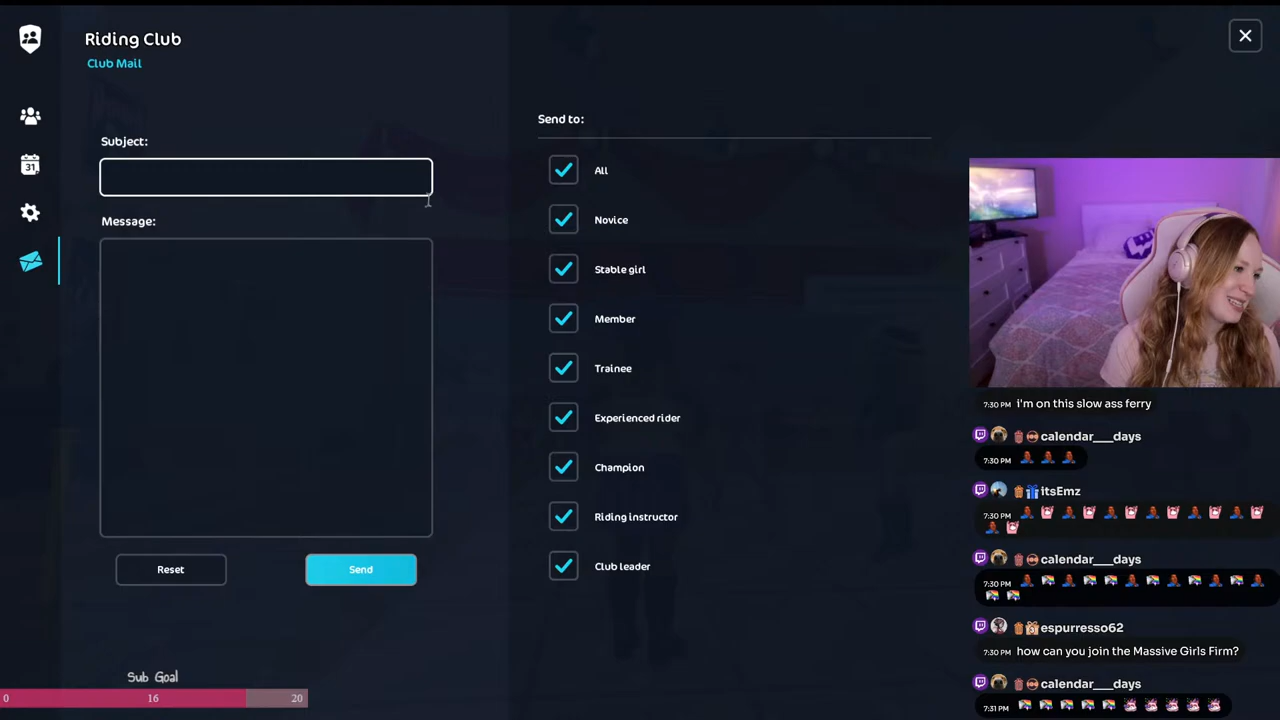 Riding Club
Club Mail
31
Subject:
Message:
Reset
Send
Send to:
All
Novice
Stable girl
Member
Trainee
Experienced rider
Champion
Riding instructor
Club leader
Sub Goal
0 16 20
7:30 PM i'm on this slow ass ferry
calendar___days
7:30 PM
itsEmz
7:30 PM
calendar___days
7:30 PM
espurresso62
7:30 PM how can you join the Massive Girls Firm?
calendar___days
7:31 PM